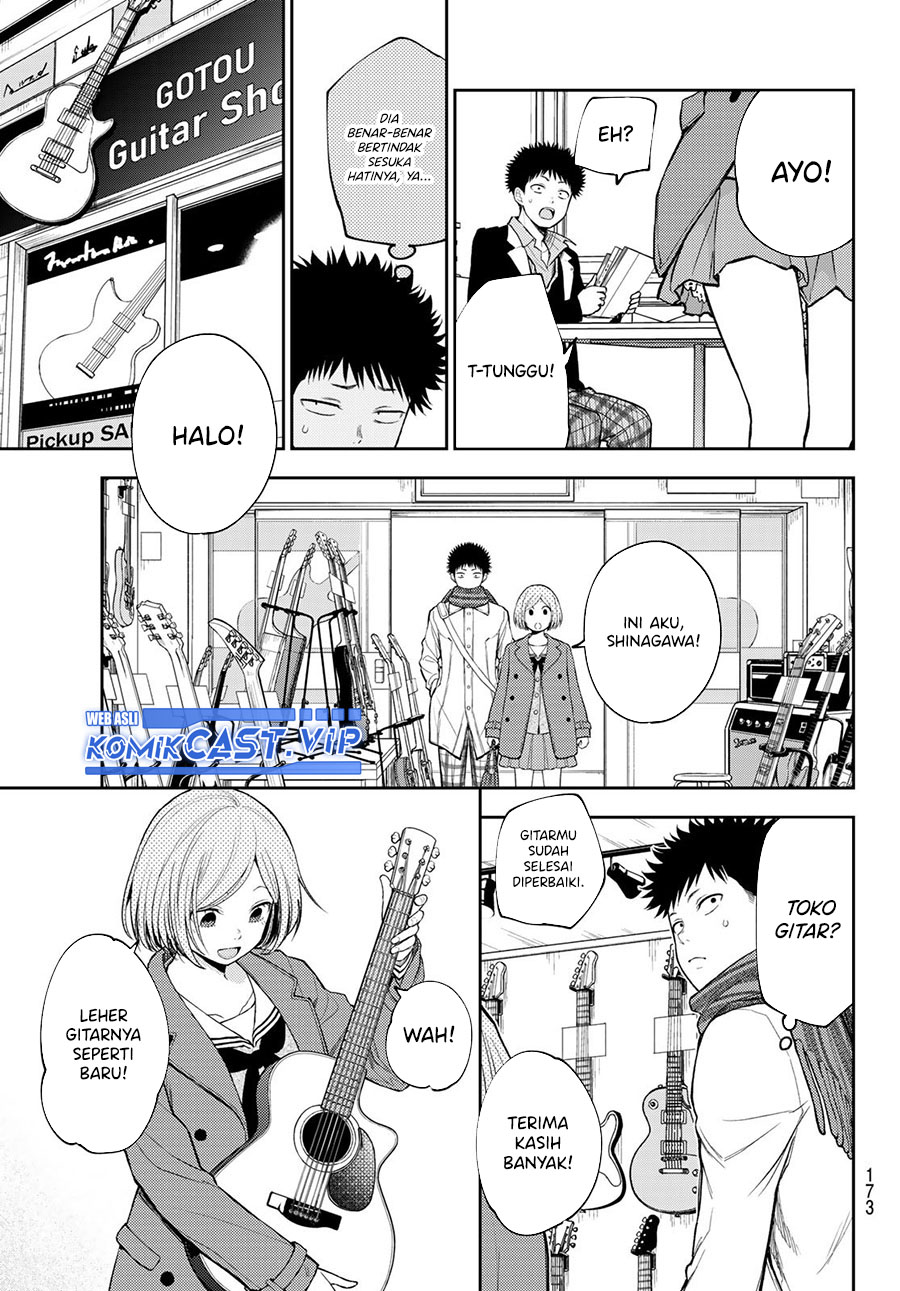 AYO!
EH?
T-TUNGGU!
DIA
BENAR-BENAR
BERTINDAK
SESUKA
HATINYA, YA...
GOTOU
Guitar Sho
Pickup SA
HALO!
INI AKU,
SHINAGAWA!
WEB ASLI
KOMIKCAST.VIP
TOKO
GITAR?
GITARMU
SUDAH
SELESAI
DIPERBAIKI.
TERIMA
KASIH
BANYAK!
WAH!
LEHER
GITARNYA
SEPERTI
BARU!
173